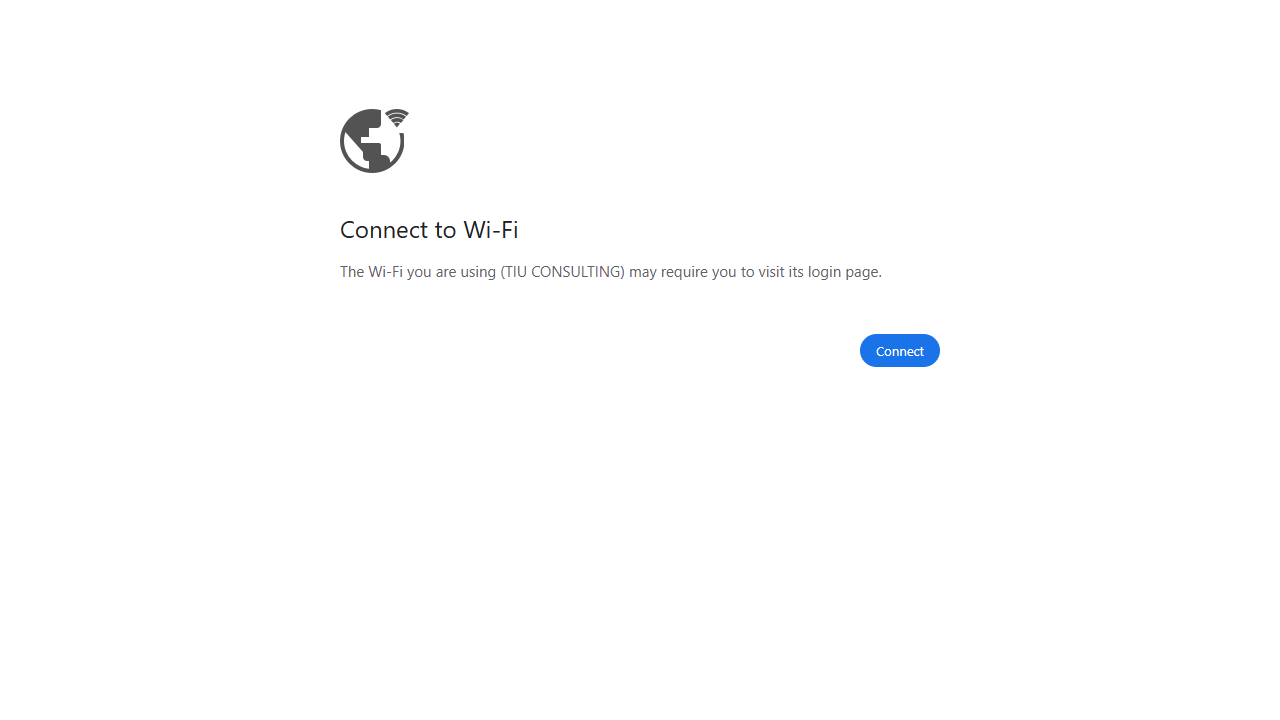 Connect to Wi-Fi
The Wi-Fi you are using (TIU CONSULTING) may require you to visit its login page.
Connect